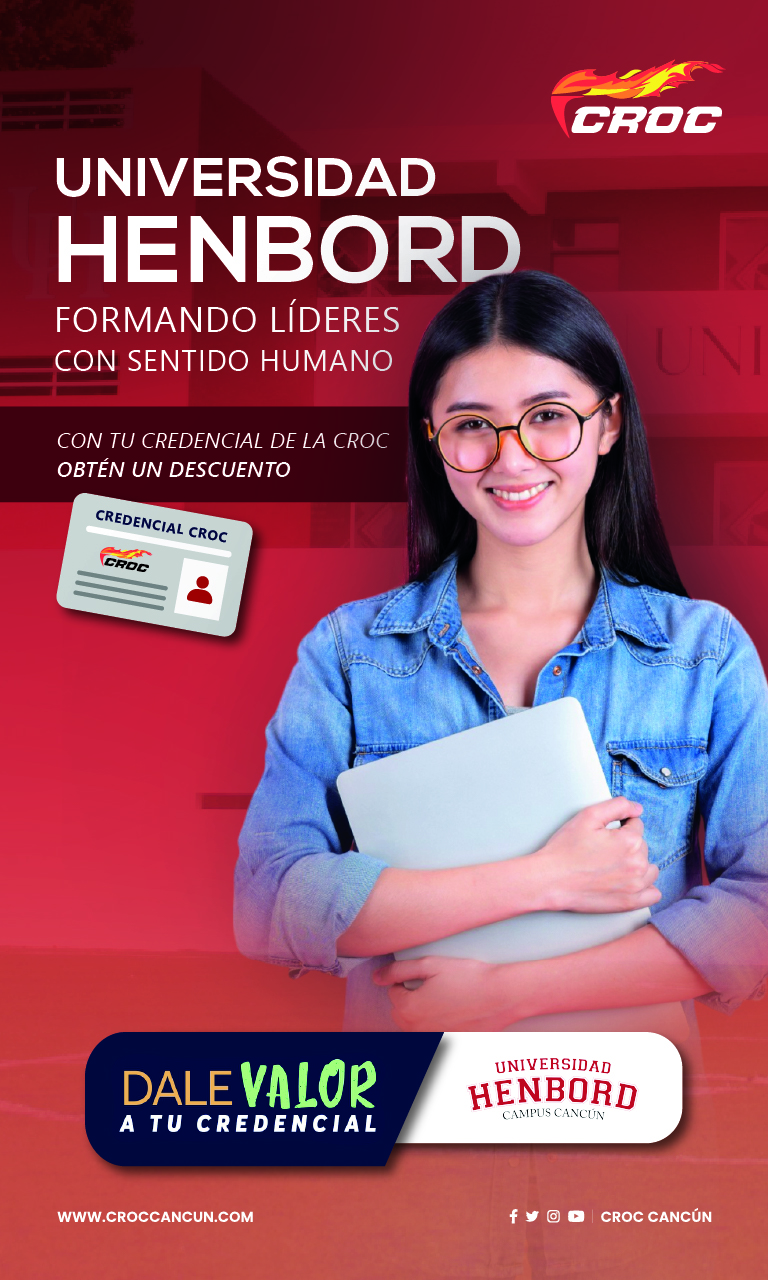 CROC
UNIVERSIDAD
HENBORD
FORMANDO LÍDERES
CON SENTIDO HUMANO
UNI
CON TU CREDENCIAL DE LA CROC
OBTÉN UN DESCUENTO
CREDENCIAL CROC
CROC
DALE VALOR
A TU CREDENCIAL
UNIVERSIDAD
HENBORD
CAMPUS CANCÚN
WWW.CROCCANCUN.COM
CROC CANCÚN